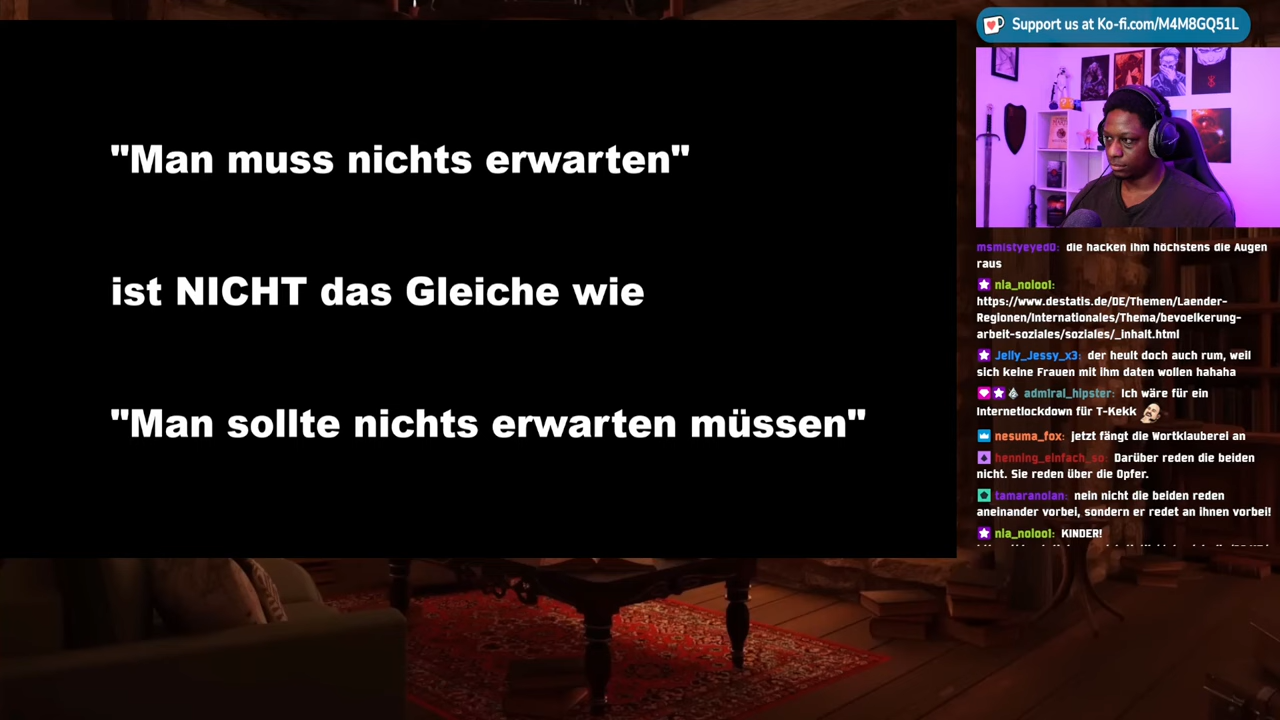 "Man muss nichts erwarten"
ist NICHT das Gleiche wie
"Man sollte nichts erwarten müssen"
Support us at Ko-fi.com/M4M8GQ51L
msmistyeyed0: die hacken ihm höchstens die Augen
raus
nia_noloo1:
https://www.destatis.de/DE/Themen/Laender-
Regionen/Internationales/Thema/bevoelkerung-
arbeit-soziales/soziales/_inhalt.html
Jelly_Jessy_x3: der heult doch auch rum, weil
sich keine Frauen mit ihm daten wollen hahaha
adm1ral_hipster: Ich wäre für ein
Internetlockdown für T-Kekk
nesuma_fox: jetzt fängt die Wortklauberei an
henning_einfach_so: Darüber reden die beiden
nicht. Sie reden über die Opfer.
tamaranolan: nein nicht die beiden reden
aneinander vorbei, sondern er redet an ihnen vorbei!
nia_noloo1: KINDER!